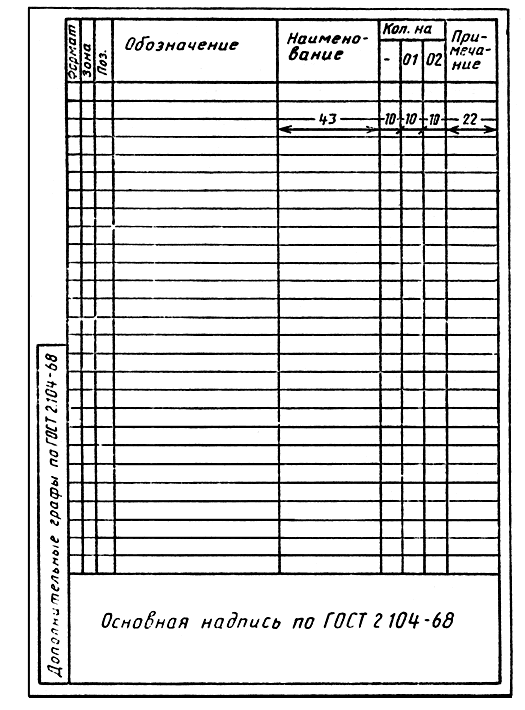 Формат
Зона
Поз.
Обозначение
Наимено-
вание
Кол. на
- 01 02
При-
меча-
ние
43 10 10 10 22
Дополнительные графы по ГОСТ 2.104-68
Основная надпись по ГОСТ 2 104-68